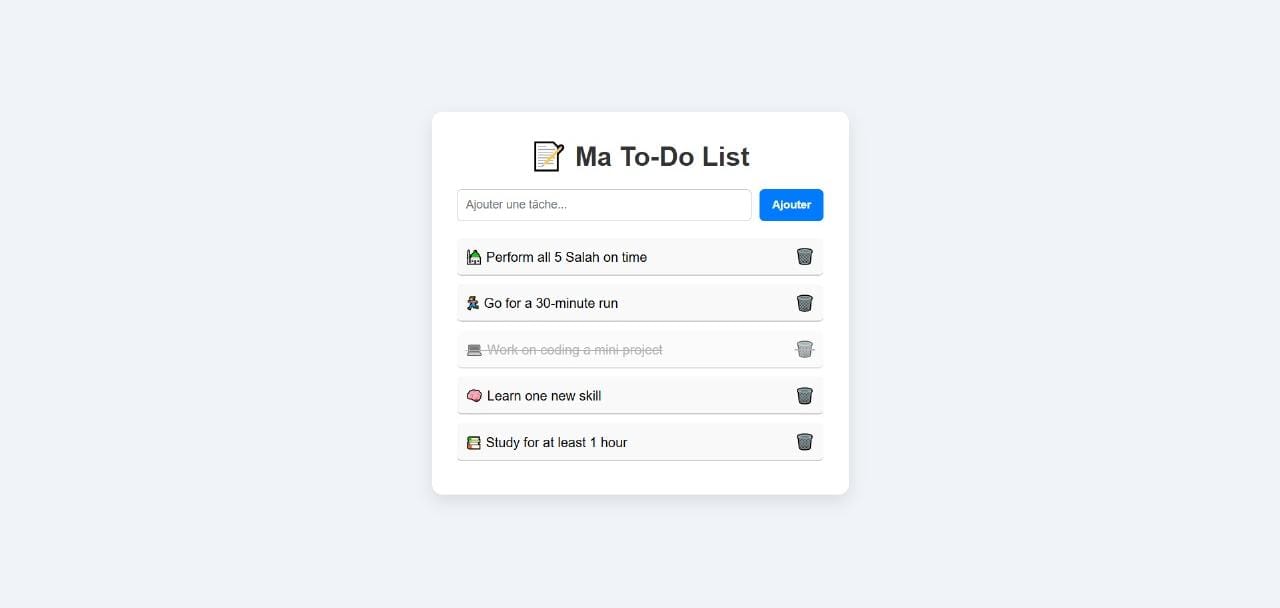 Ma To-Do List
Ajouter une tâche...
Ajouter
Perform all 5 Salah on time
Go for a 30-minute run
Work on coding a mini project
Learn one new skill
Study for at least 1 hour